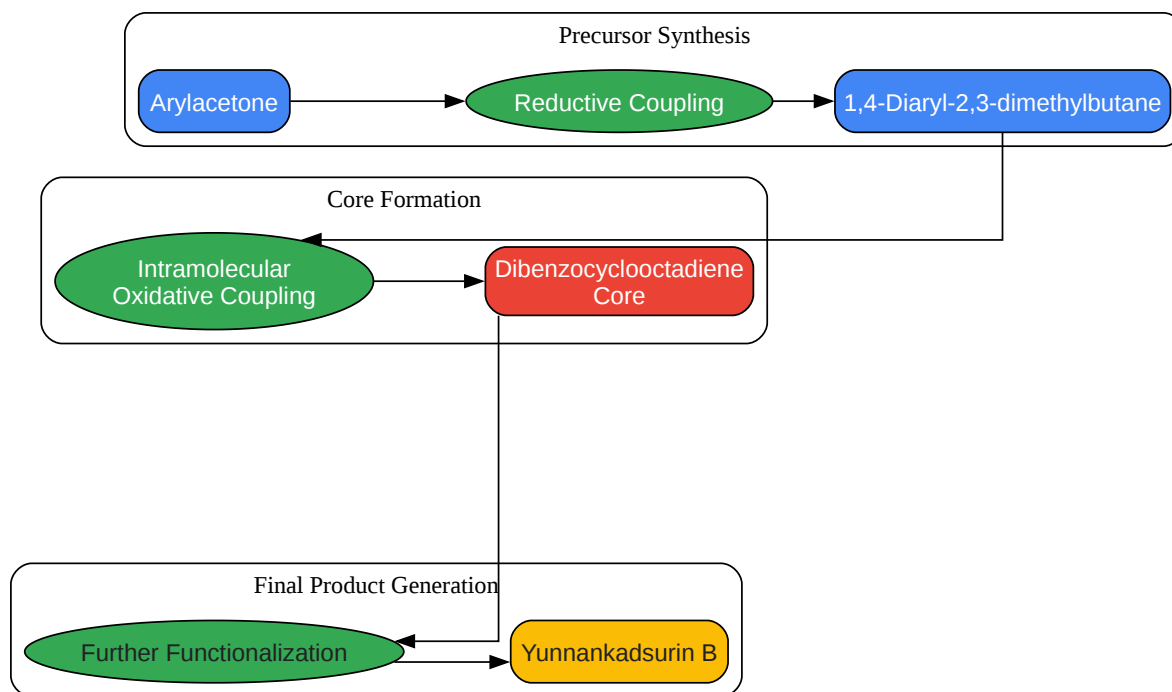 Precursor Synthesis
Arylacetone
Reductive Coupling
1,4-Diaryl-2,3-dimethylbutane
Core Formation
Intramolecular
Oxidative Coupling
Dibenzocyclooctadiene
Core
Final Product Generation
Further Functionalization
Yunnankadsurin B